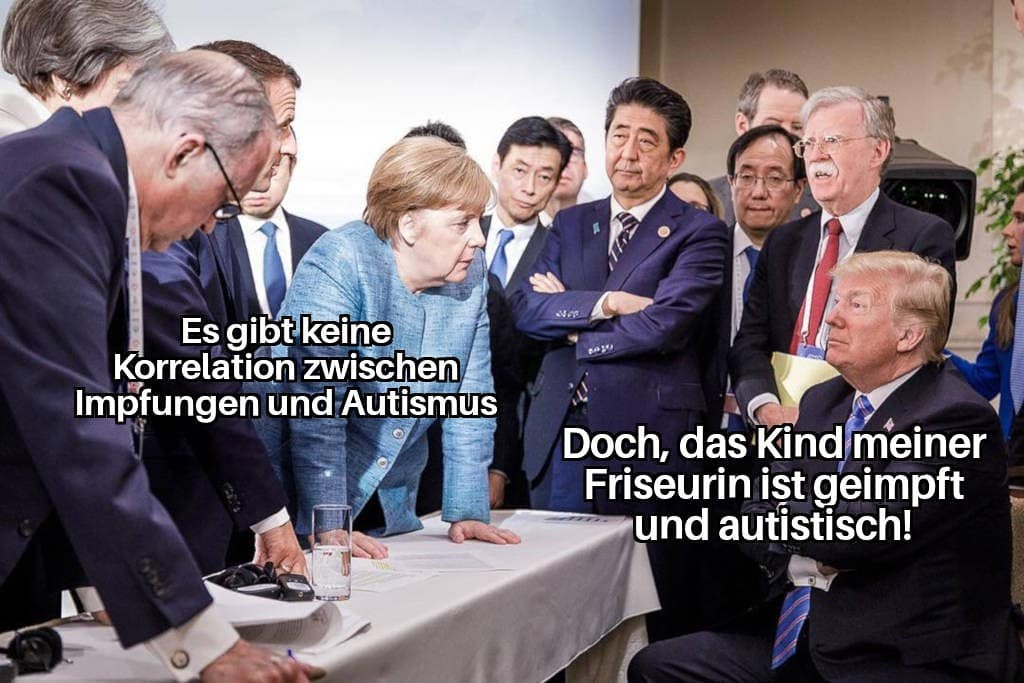 Es gibt keine
Korrelation zwischen
Impfungen und Autismus
Doch, das Kind meiner
Friseurin ist geimpft
und autistisch!